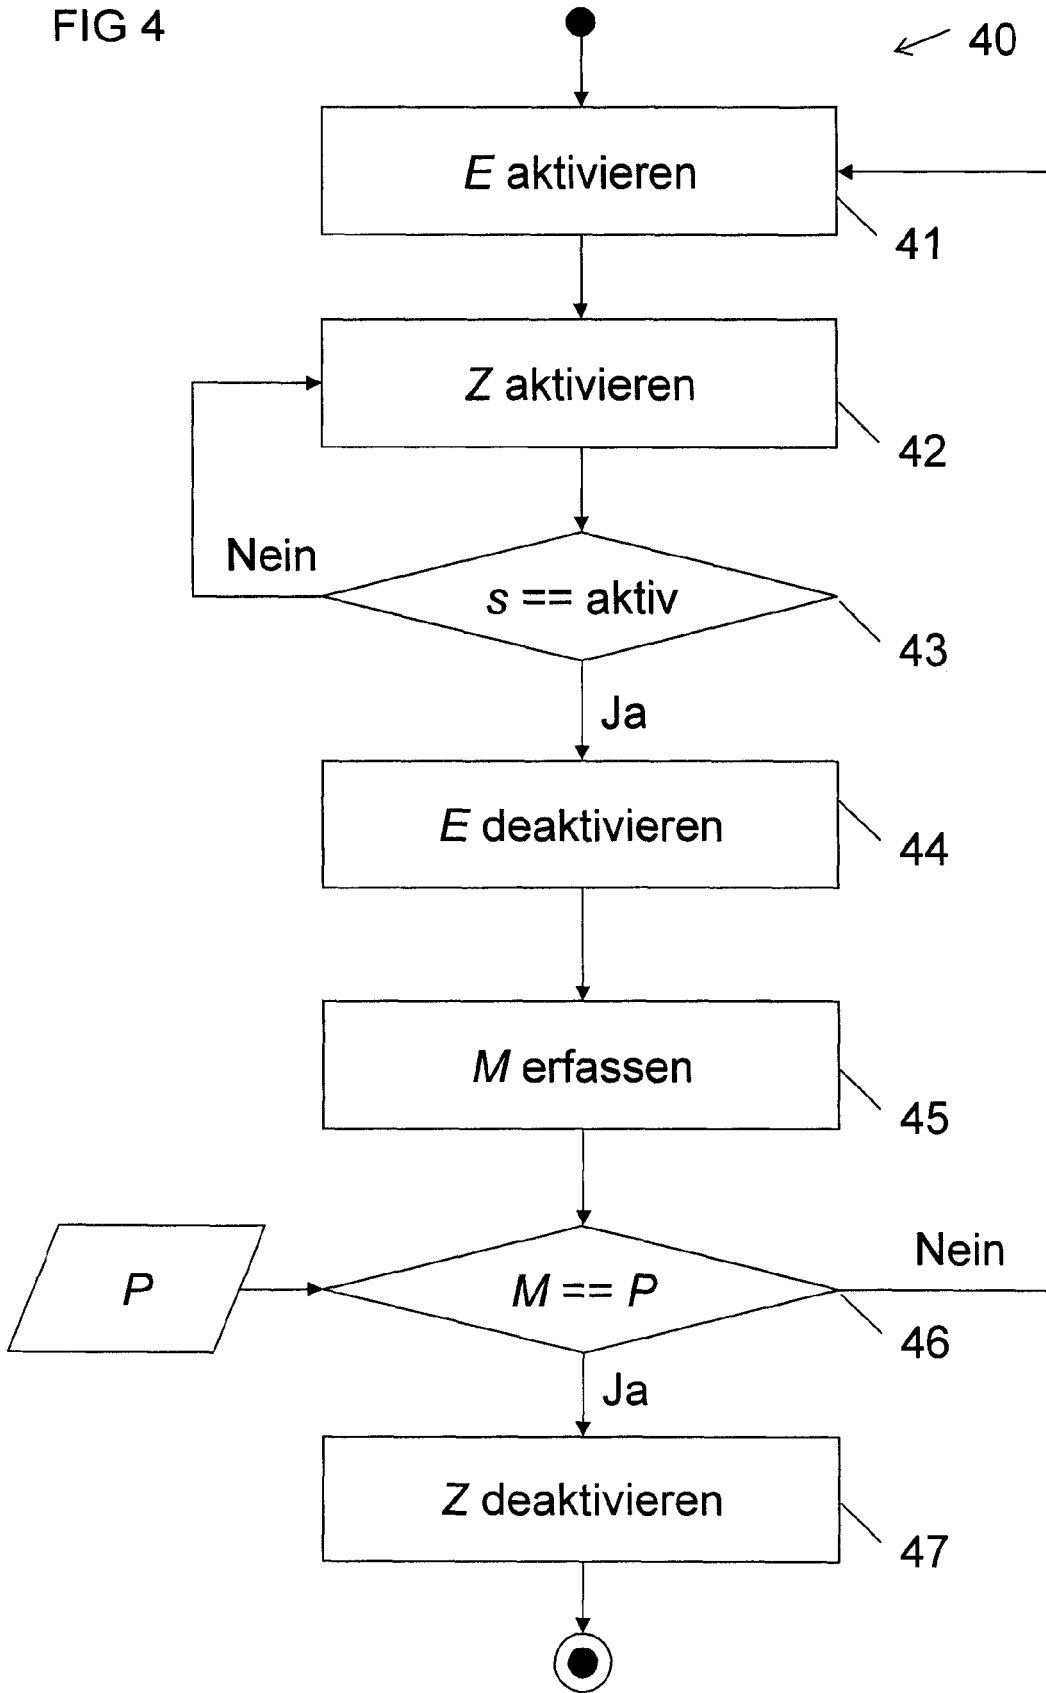 FIG 4
40
E aktivieren
41
Z aktivieren
42
Nein
s == aktiv
43
Ja
E deaktivieren
44
M erfassen
45
Nein
P
M == P
46
Ja
Z deaktivieren
47